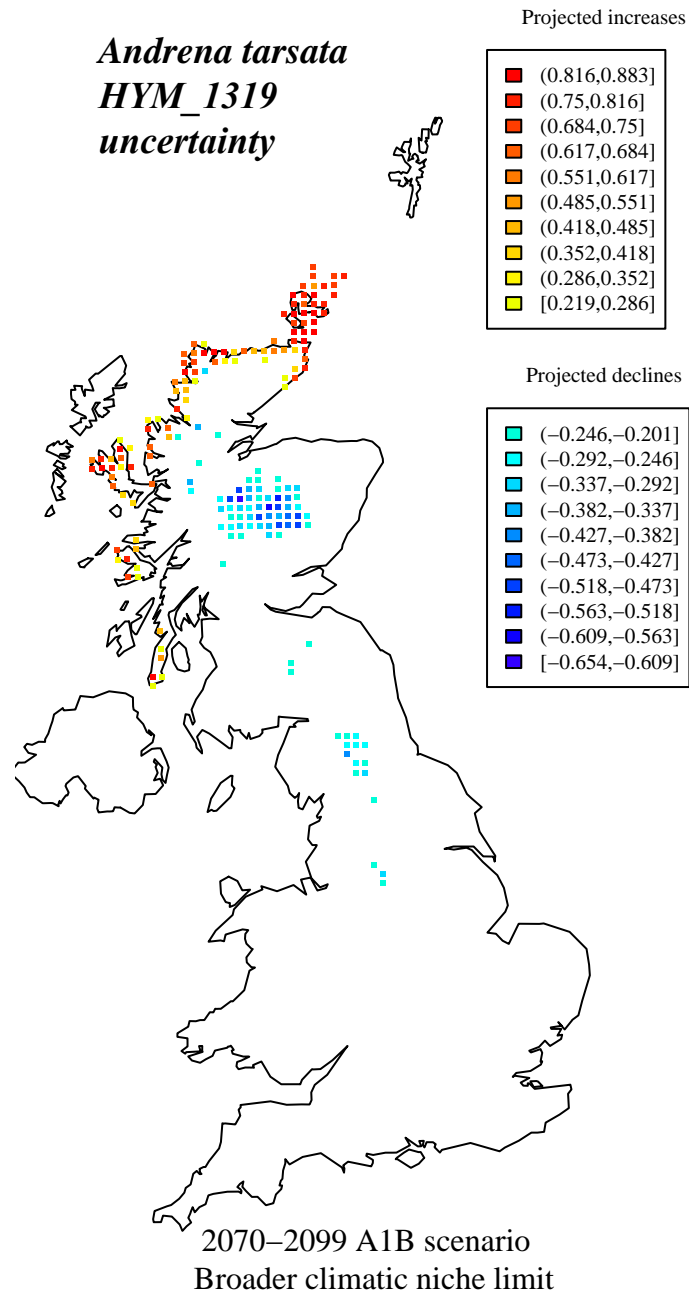 Andrena tarsata
HYM_1319
uncertainty
Projected increases
(0.816,0.883]
(0.75,0.816]
(0.684,0.75]
(0.617,0.684]
(0.551,0.617]
(0.485,0.551]
(0.418,0.485]
(0.352,0.418]
(0.286,0.352]
[0.219,0.286]
Projected declines
(−0.246,−0.201]
(−0.292,−0.246]
(−0.337,−0.292]
(−0.382,−0.337]
(−0.427,−0.382]
(−0.473,−0.427]
(−0.518,−0.473]
(−0.563,−0.518]
(−0.609,−0.563]
[−0.654,−0.609]
2070−2099 A1B scenario
Broader climatic niche limit